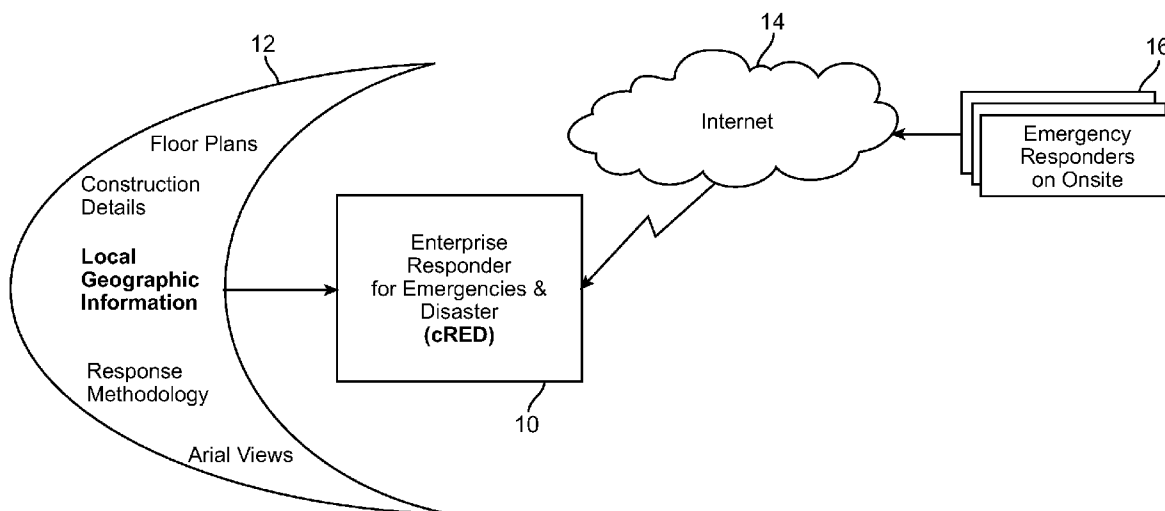 12
Floor Plans
Construction
Details
Local
Geographic
Information
Response
Methodology
Arial Views
Enterprise
Responder
for Emergencies &
Disaster
(cRED)
10
14
Internet
16
Emergency
Responders
on Onsite